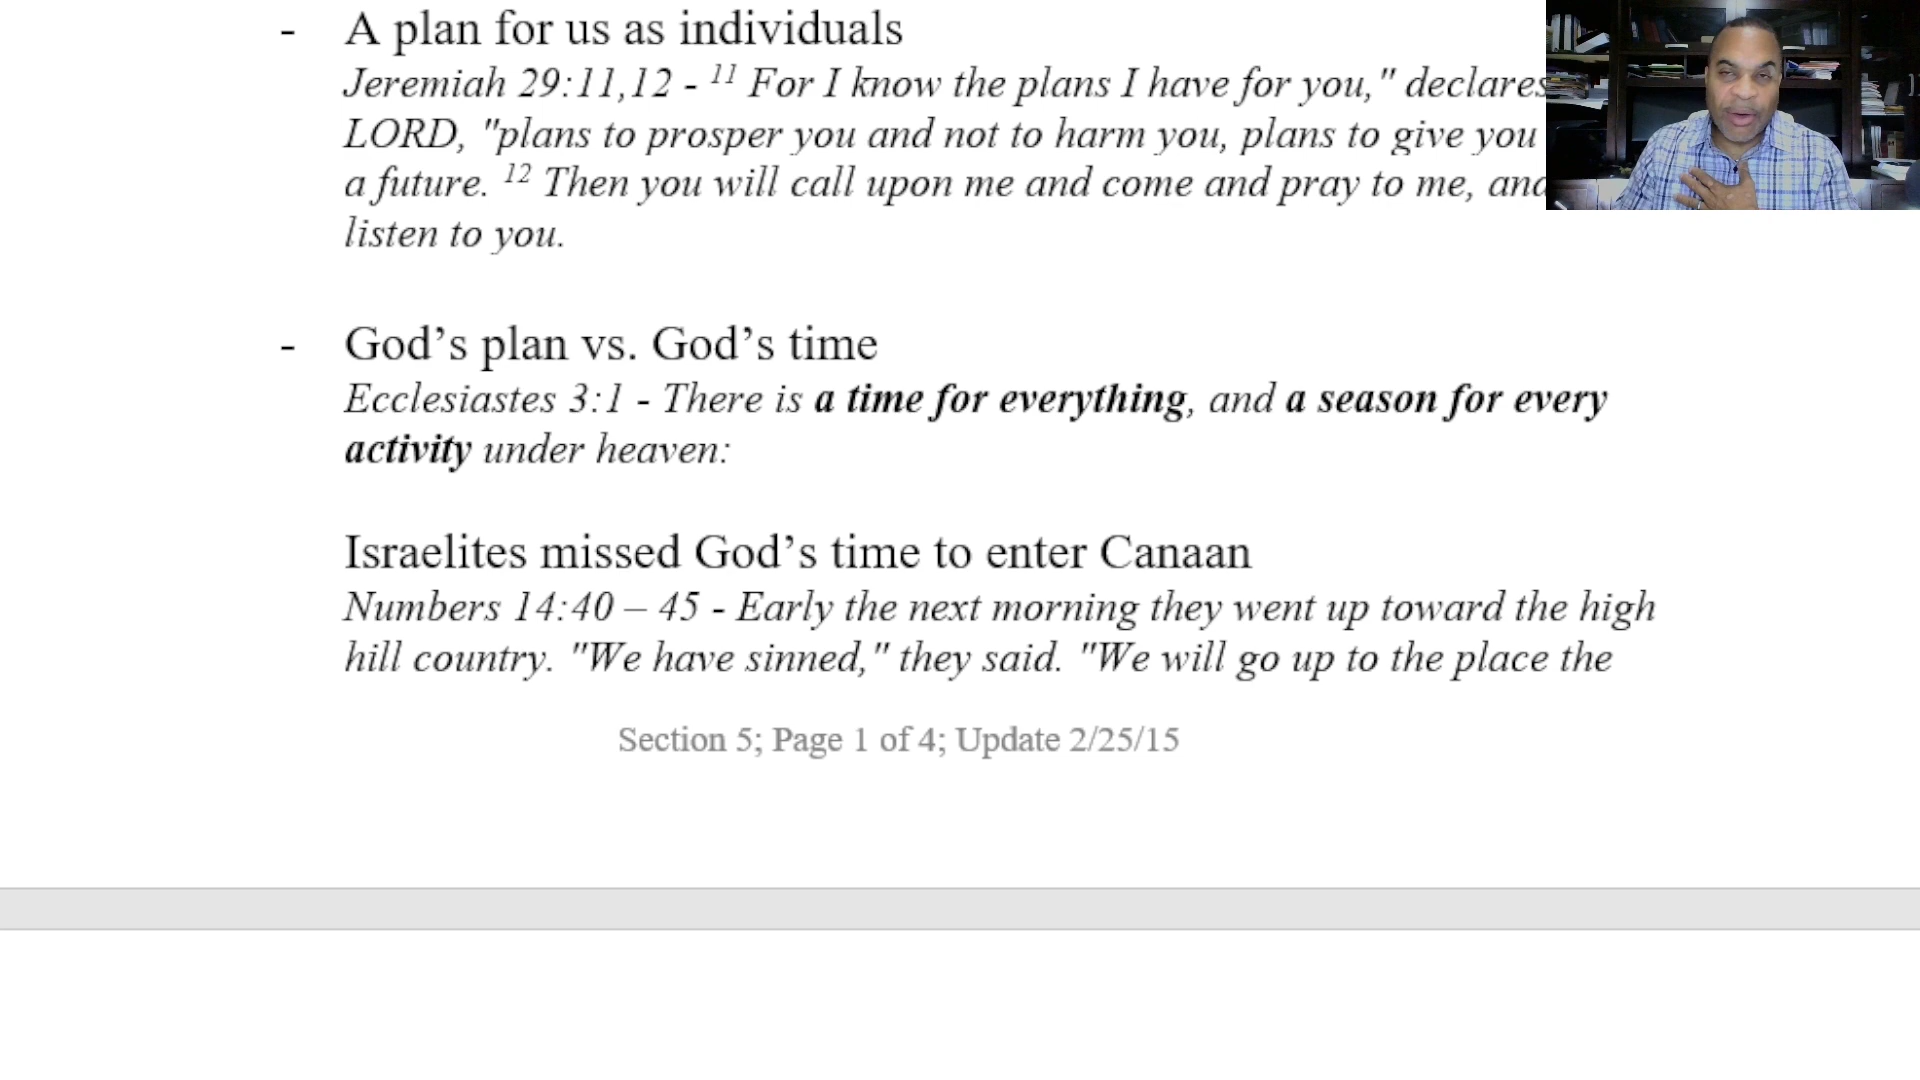 - A plan for us as individuals
Jeremiah 29:11,12 - 11 For I know the plans I have for you," declares
LORD, "plans to prosper you and not to harm you, plans to give you
a future. 12 Then you will call upon me and come and pray to me, and
listen to you.
- God’s plan vs. God’s time
Ecclesiastes 3:1 - There is a time for everything, and a season for every
activity under heaven:
Israelites missed God’s time to enter Canaan
Numbers 14:40 – 45 - Early the next morning they went up toward the high
hill country. "We have sinned," they said. "We will go up to the place the
Section 5; Page 1 of 4; Update 2/25/15